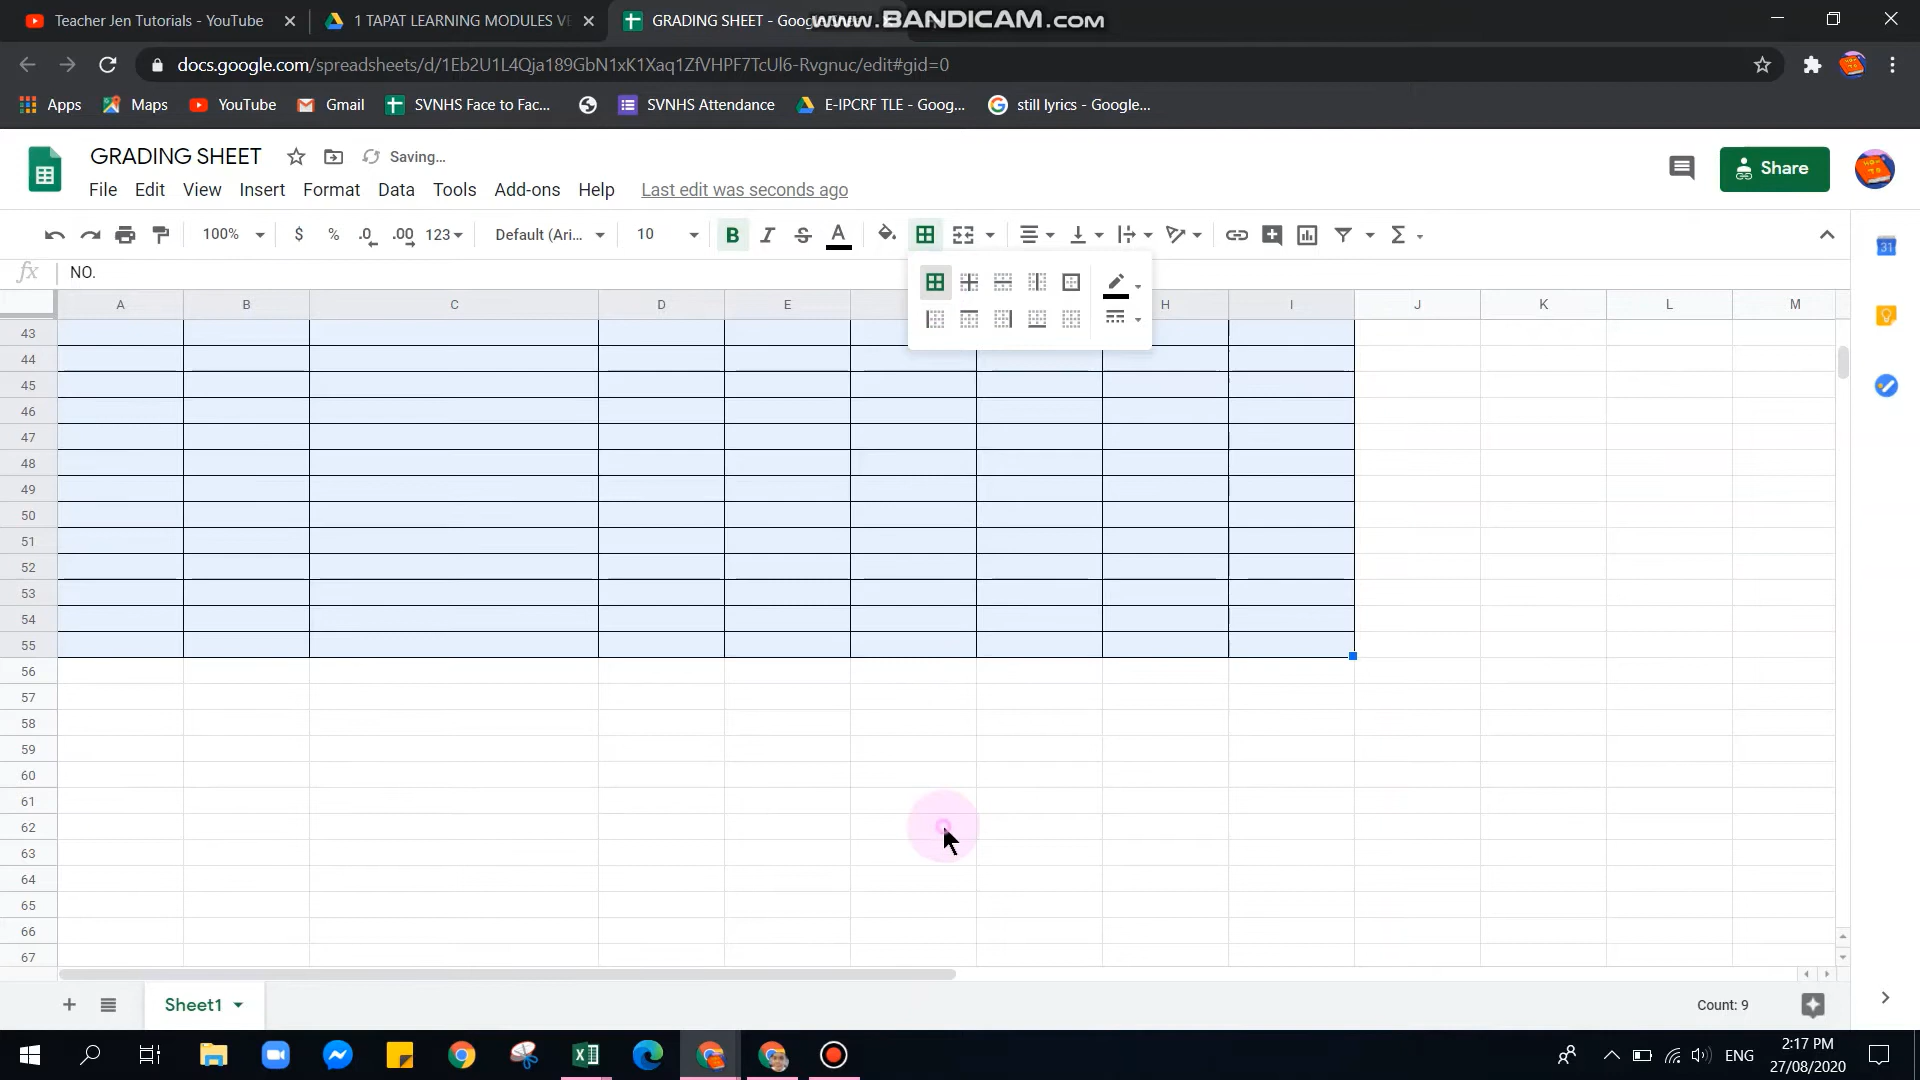 Teacher Jen Tutorials - YouTube
1 TAPAT LEARNING MODULES VE
GRADING SHEET - Goog
www.BANDICAM.com
docs.google.com/spreadsheets/d/1Eb2U1L4Qja189GbN1xK1Xaq1ZfVHPF7TcUl6-Rvgnuc/edit#gid=0
Apps Maps YouTube Gmail SVNHS Face to Fac... SVNHS Attendance E-IPCRF TLE - Goog... still lyrics - Google...
GRADING SHEET Saving...
Share
File Edit View Insert Format Data Tools Add-ons Help Last edit was seconds ago
100% $ % .0 .00 123 Default (Ari... 10 B I S A Σ
31
fx NO.
A B C D E H I J K L M
43
44
45
46
47
48
49
50
51
52
53
54
55
56
57
58
59
60
61
62
63
64
65
66
67
Sheet1 Count: 9
ENG
2:17 PM
27/08/2020